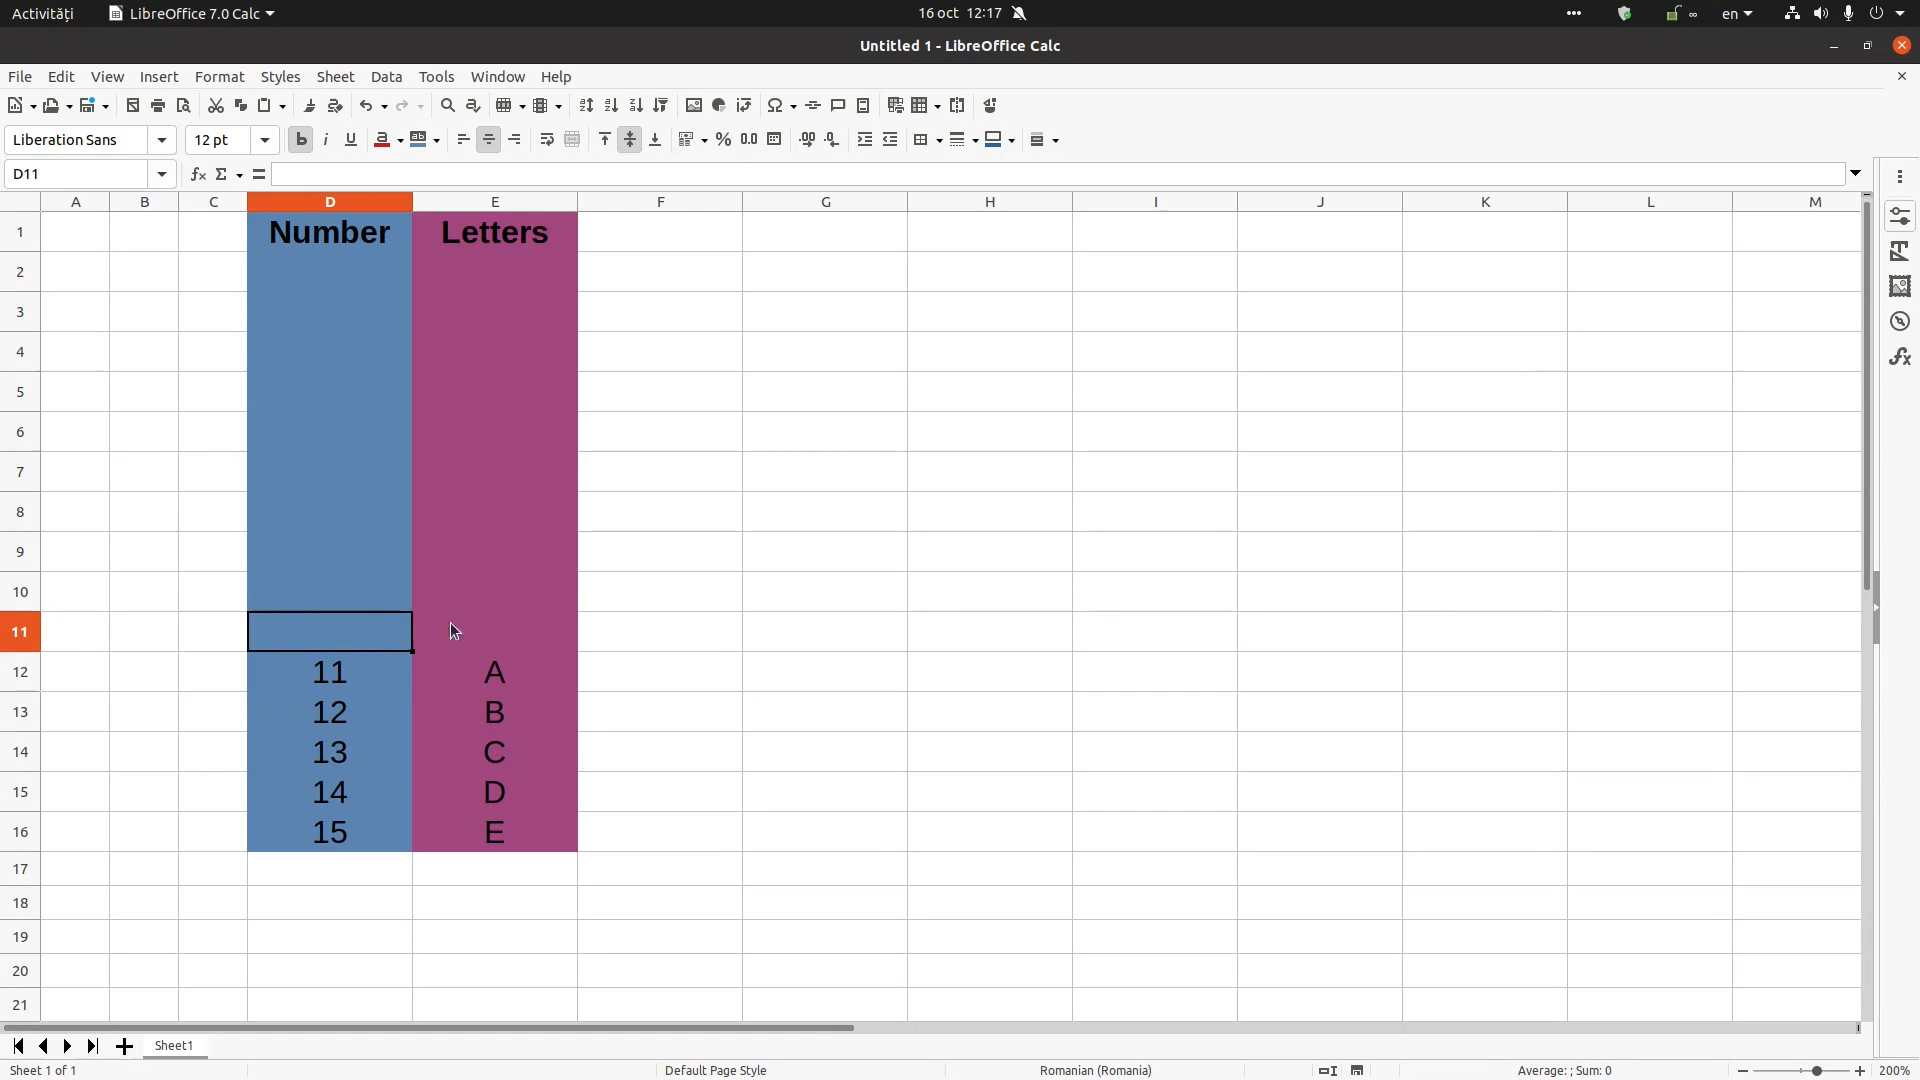 Activități LibreOffice 7.0 Calc 16 oct 12:17 en
Untitled 1 - LibreOffice Calc
File Edit View Insert Format Styles Sheet Data Tools Window Help
Liberation Sans 12 pt
D11
A B C D E F G H I J K L M
1 Number Letters
2
3
4
5
6
7
8
9
10
11
12 11 A
13 12 B
14 13 C
15 14 D
16 15 E
17
18
19
20
21
Sheet1
Sheet 1 of 1 Default Page Style Romanian (Romania) Average: ; Sum: 0 200%